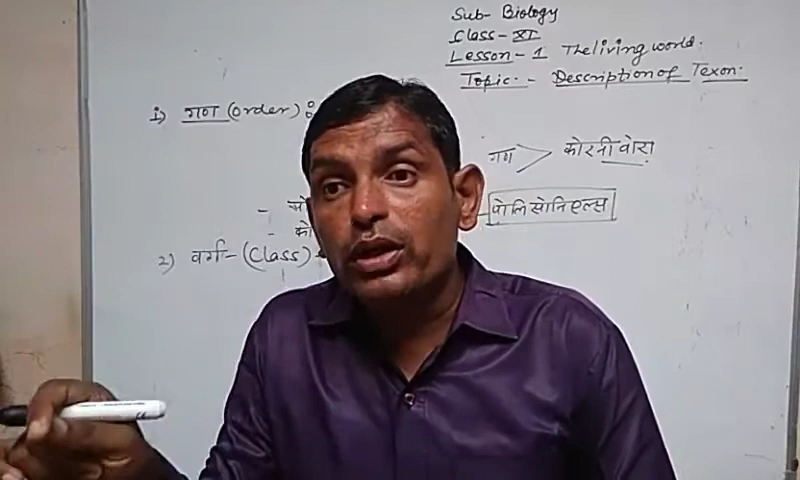 Sub- Biology
Class- XI
Lesson - 1 The living world.
Topic - Description of Texon.
i) गण (order) :
गण > कोरनीवोरा
- को
पोलिसोनिएल्स
- को
2) वर्ग - (Class)